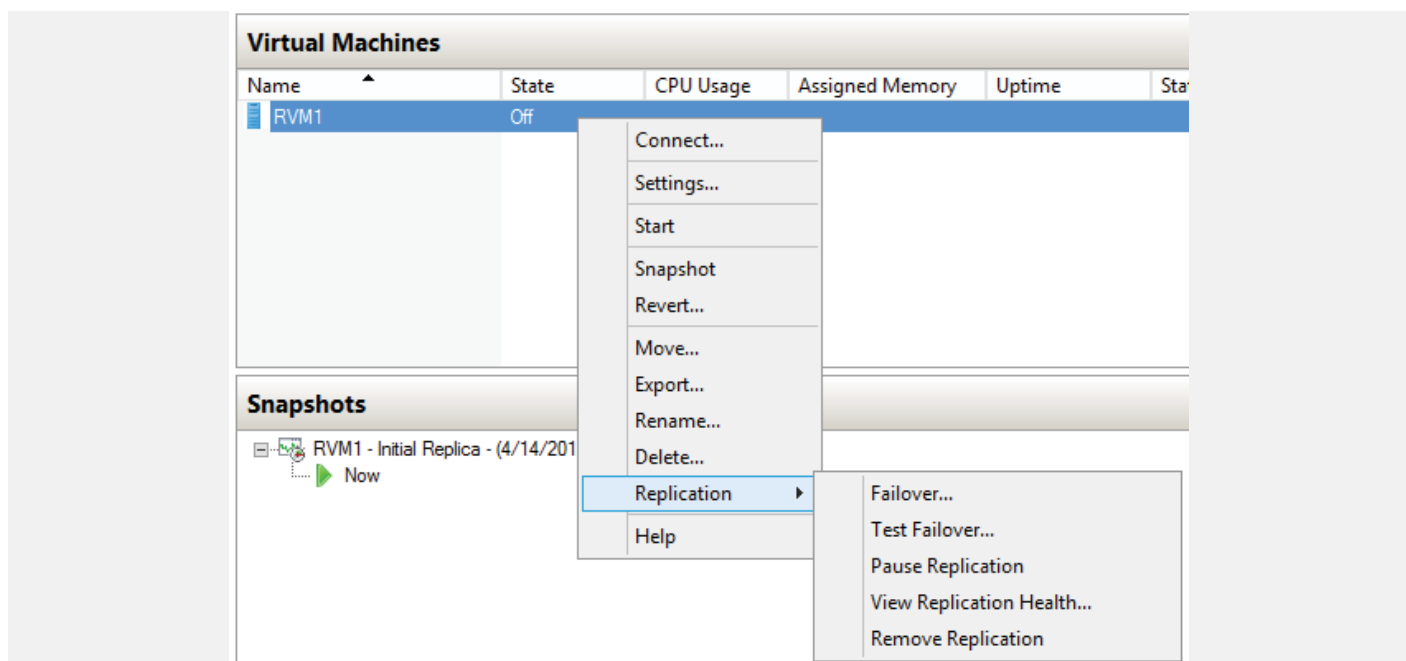 Virtual Machines
Name State CPU Usage Assigned Memory Uptime
RVM1 Off
Connect...
Settings...
Start
Snapshot
Revert...
Move...
Export...
Rename...
Delete...
Replication
Help
Snapshots
RVM1 - Initial Replica - (4/14/201
Now
Failover...
Test Failover...
Pause Replication
View Replication Health...
Remove Replication